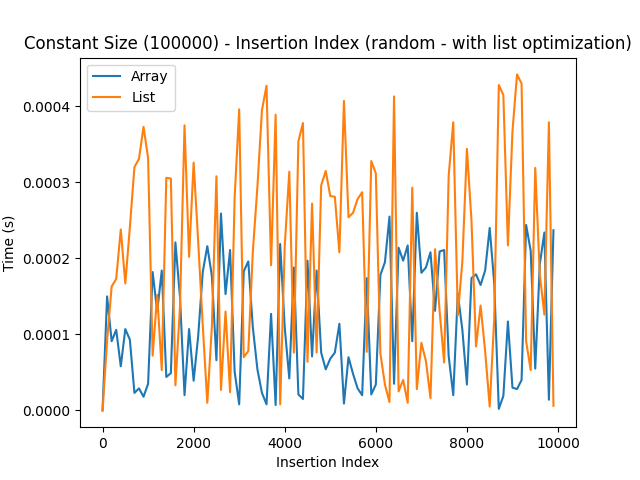 Constant Size (100000) - Insertion Index (random - with list optimization)
Array
List
Time (s)
0.0004
0.0003
0.0002
0.0001
0.0000
0 2000 4000 6000 8000 10000
Insertion Index